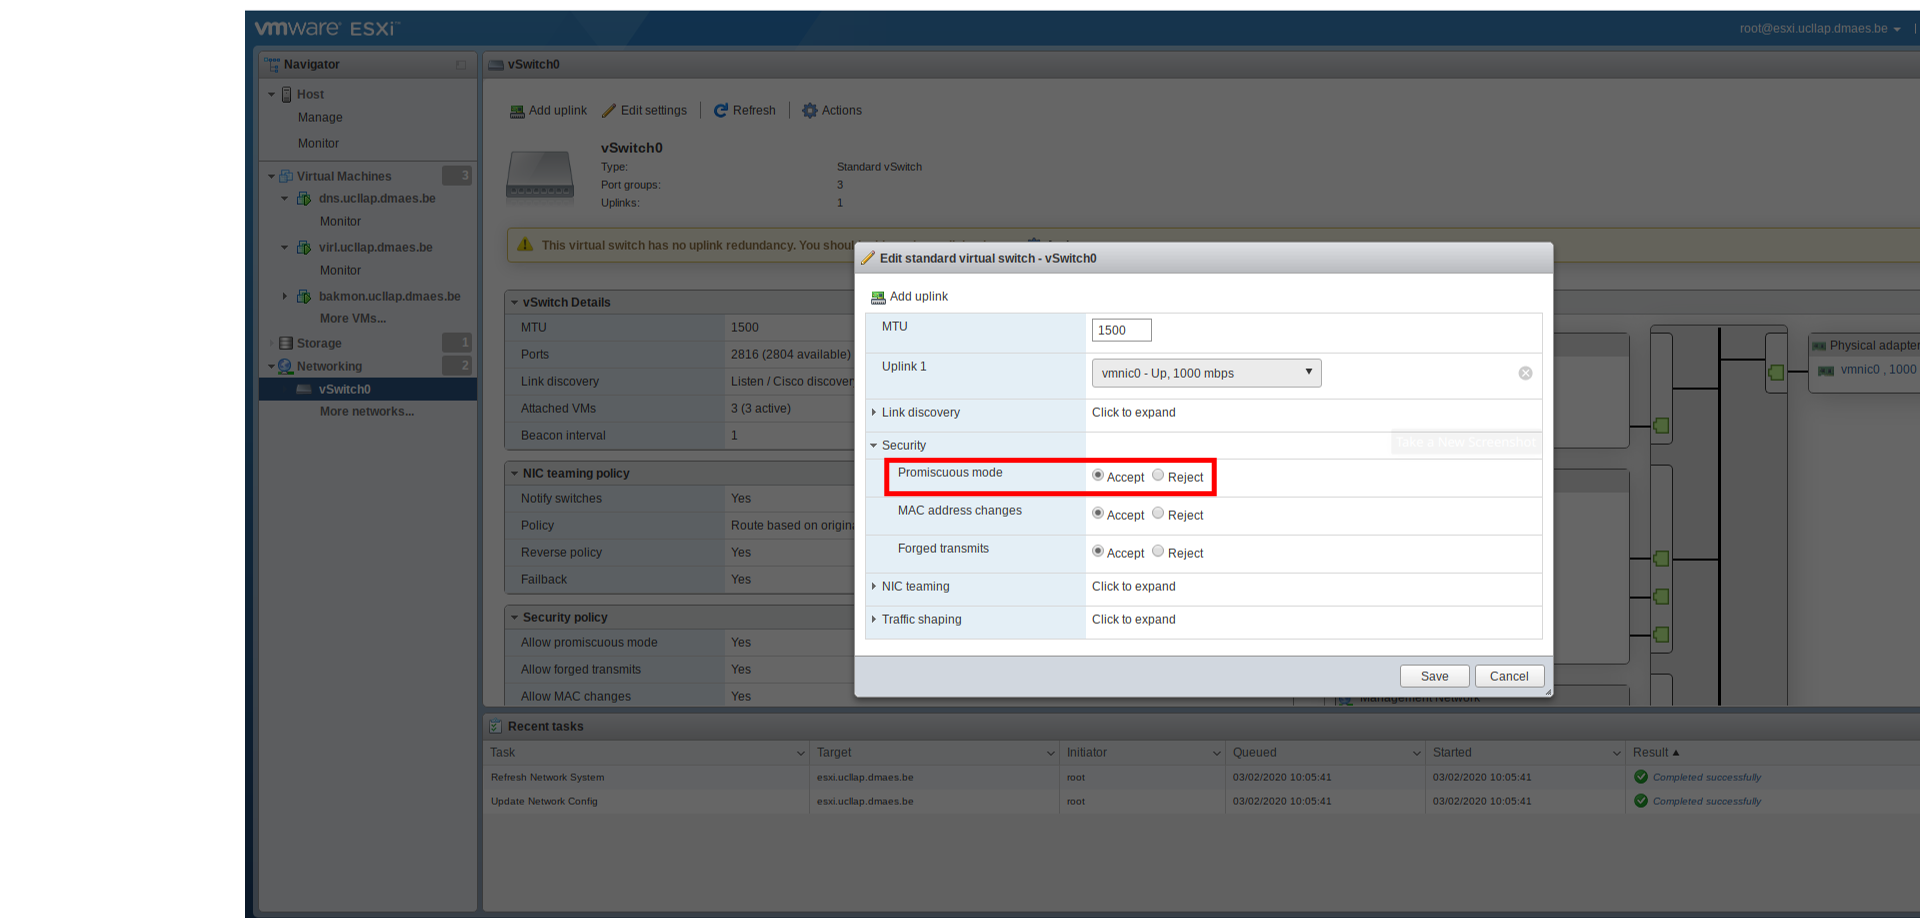 vmware ESXi™
root@esxi.ucllap.dmaes.be
Navigator
Host
Manage
Monitor
Virtual Machines 3
dns.ucllap.dmaes.be
Monitor
virl.ucllap.dmaes.be
Monitor
bakmon.ucllap.dmaes.be
More VMs...
Storage 1
Networking 2
vSwitch0
More networks...
vSwitch0
Add uplink Edit settings Refresh Actions
vSwitch0
Type: Standard vSwitch
Port groups: 3
Uplinks: 1
This virtual switch has no uplink redundancy. You
vSwitch Details
MTU 1500
Ports 2816 (2804 available)
Link discovery Listen / Cisco
Attached VMs 3 (3 active)
Beacon interval 1
NIC teaming policy
Notify switches Yes
Policy Route based on
Reverse policy Yes
Failback Yes
Security policy
Allow promiscuous mode Yes
Allow forged transmits Yes
Allow MAC changes Yes
Physical adapter
vmnic0 , 1000
Management Network
Edit standard virtual switch - vSwitch0
Add uplink
MTU 1500
Uplink 1 vmnic0 - Up, 1000 mbps
Link discovery Click to expand
Security
Take a New Screenshot
Promiscuous mode Accept Reject
MAC address changes Accept Reject
Forged transmits Accept Reject
NIC teaming Click to expand
Traffic shaping Click to expand
Save Cancel
Recent tasks
Task Target Initiator Queued Started Result
Refresh Network System esxi.ucllap.dmaes.be root 03/02/2020 10:05:41 03/02/2020 10:05:41 Completed successfully
Update Network Config esxi.ucllap.dmaes.be root 03/02/2020 10:05:41 03/02/2020 10:05:41 Completed successfully